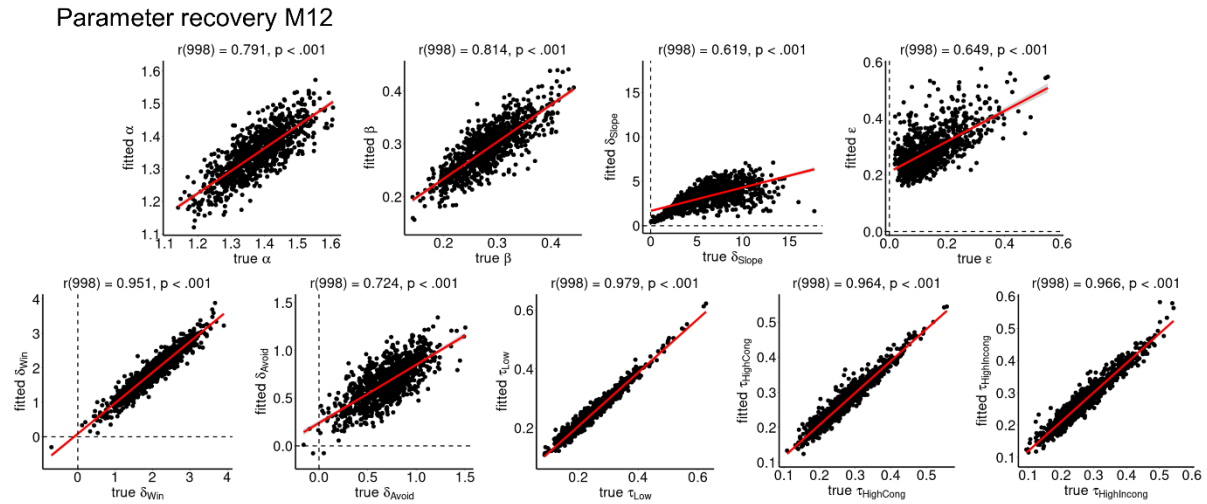 Parameter recovery M12
r(998) = 0.791, p < .001
fitted α
1.6
1.5
1.4
1.3
1.2
1.1
1.1 1.2 1.3 1.4 1.5 1.6
true α
r(998) = 0.814, p < .001
fitted β
0.4
0.3
0.2
0.2 0.3 0.4
true β
r(998) = 0.619, p < .001
fitted δSlope
15
10
5
0
0 5 10 15
true δSlope
r(998) = 0.649, p < .001
fitted ε
0.6
0.4
0.2
0.0
0.0 0.1 0.2 0.3 0.4 0.5 0.6
true ε
r(998) = 0.951, p < .001
fitted δWin
4
3
2
1
0
0 1 2 3 4
true δWin
r(998) = 0.724, p < .001
fitted δAvoid
1.5
1.0
0.5
0.0
0.0 0.5 1.0 1.5
true δAvoid
r(998) = 0.979, p < .001
fitted τLow
0.6
0.4
0.2
0.2 0.4 0.6
true τLow
r(998) = 0.964, p < .001
fitted τHighCong
0.5
0.4
0.3
0.2
0.1
0.1 0.2 0.3 0.4 0.5
true τHighCong
r(998) = 0.966, p < .001
fitted τHighIncong
0.6
0.5
0.4
0.3
0.2
0.1
0.1 0.2 0.3 0.4 0.5 0.6
true τHighIncong